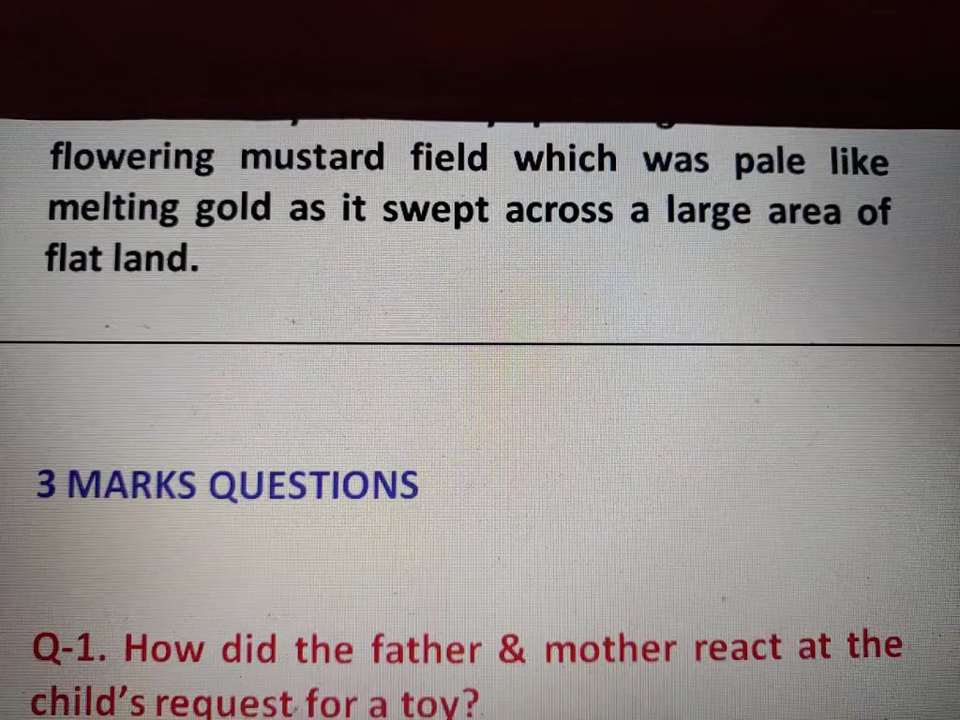 flowering mustard field which was pale like
melting gold as it swept across a large area of
flat land.
3 MARKS QUESTIONS
Q-1. How did the father & mother react at the
child's request for a toy?